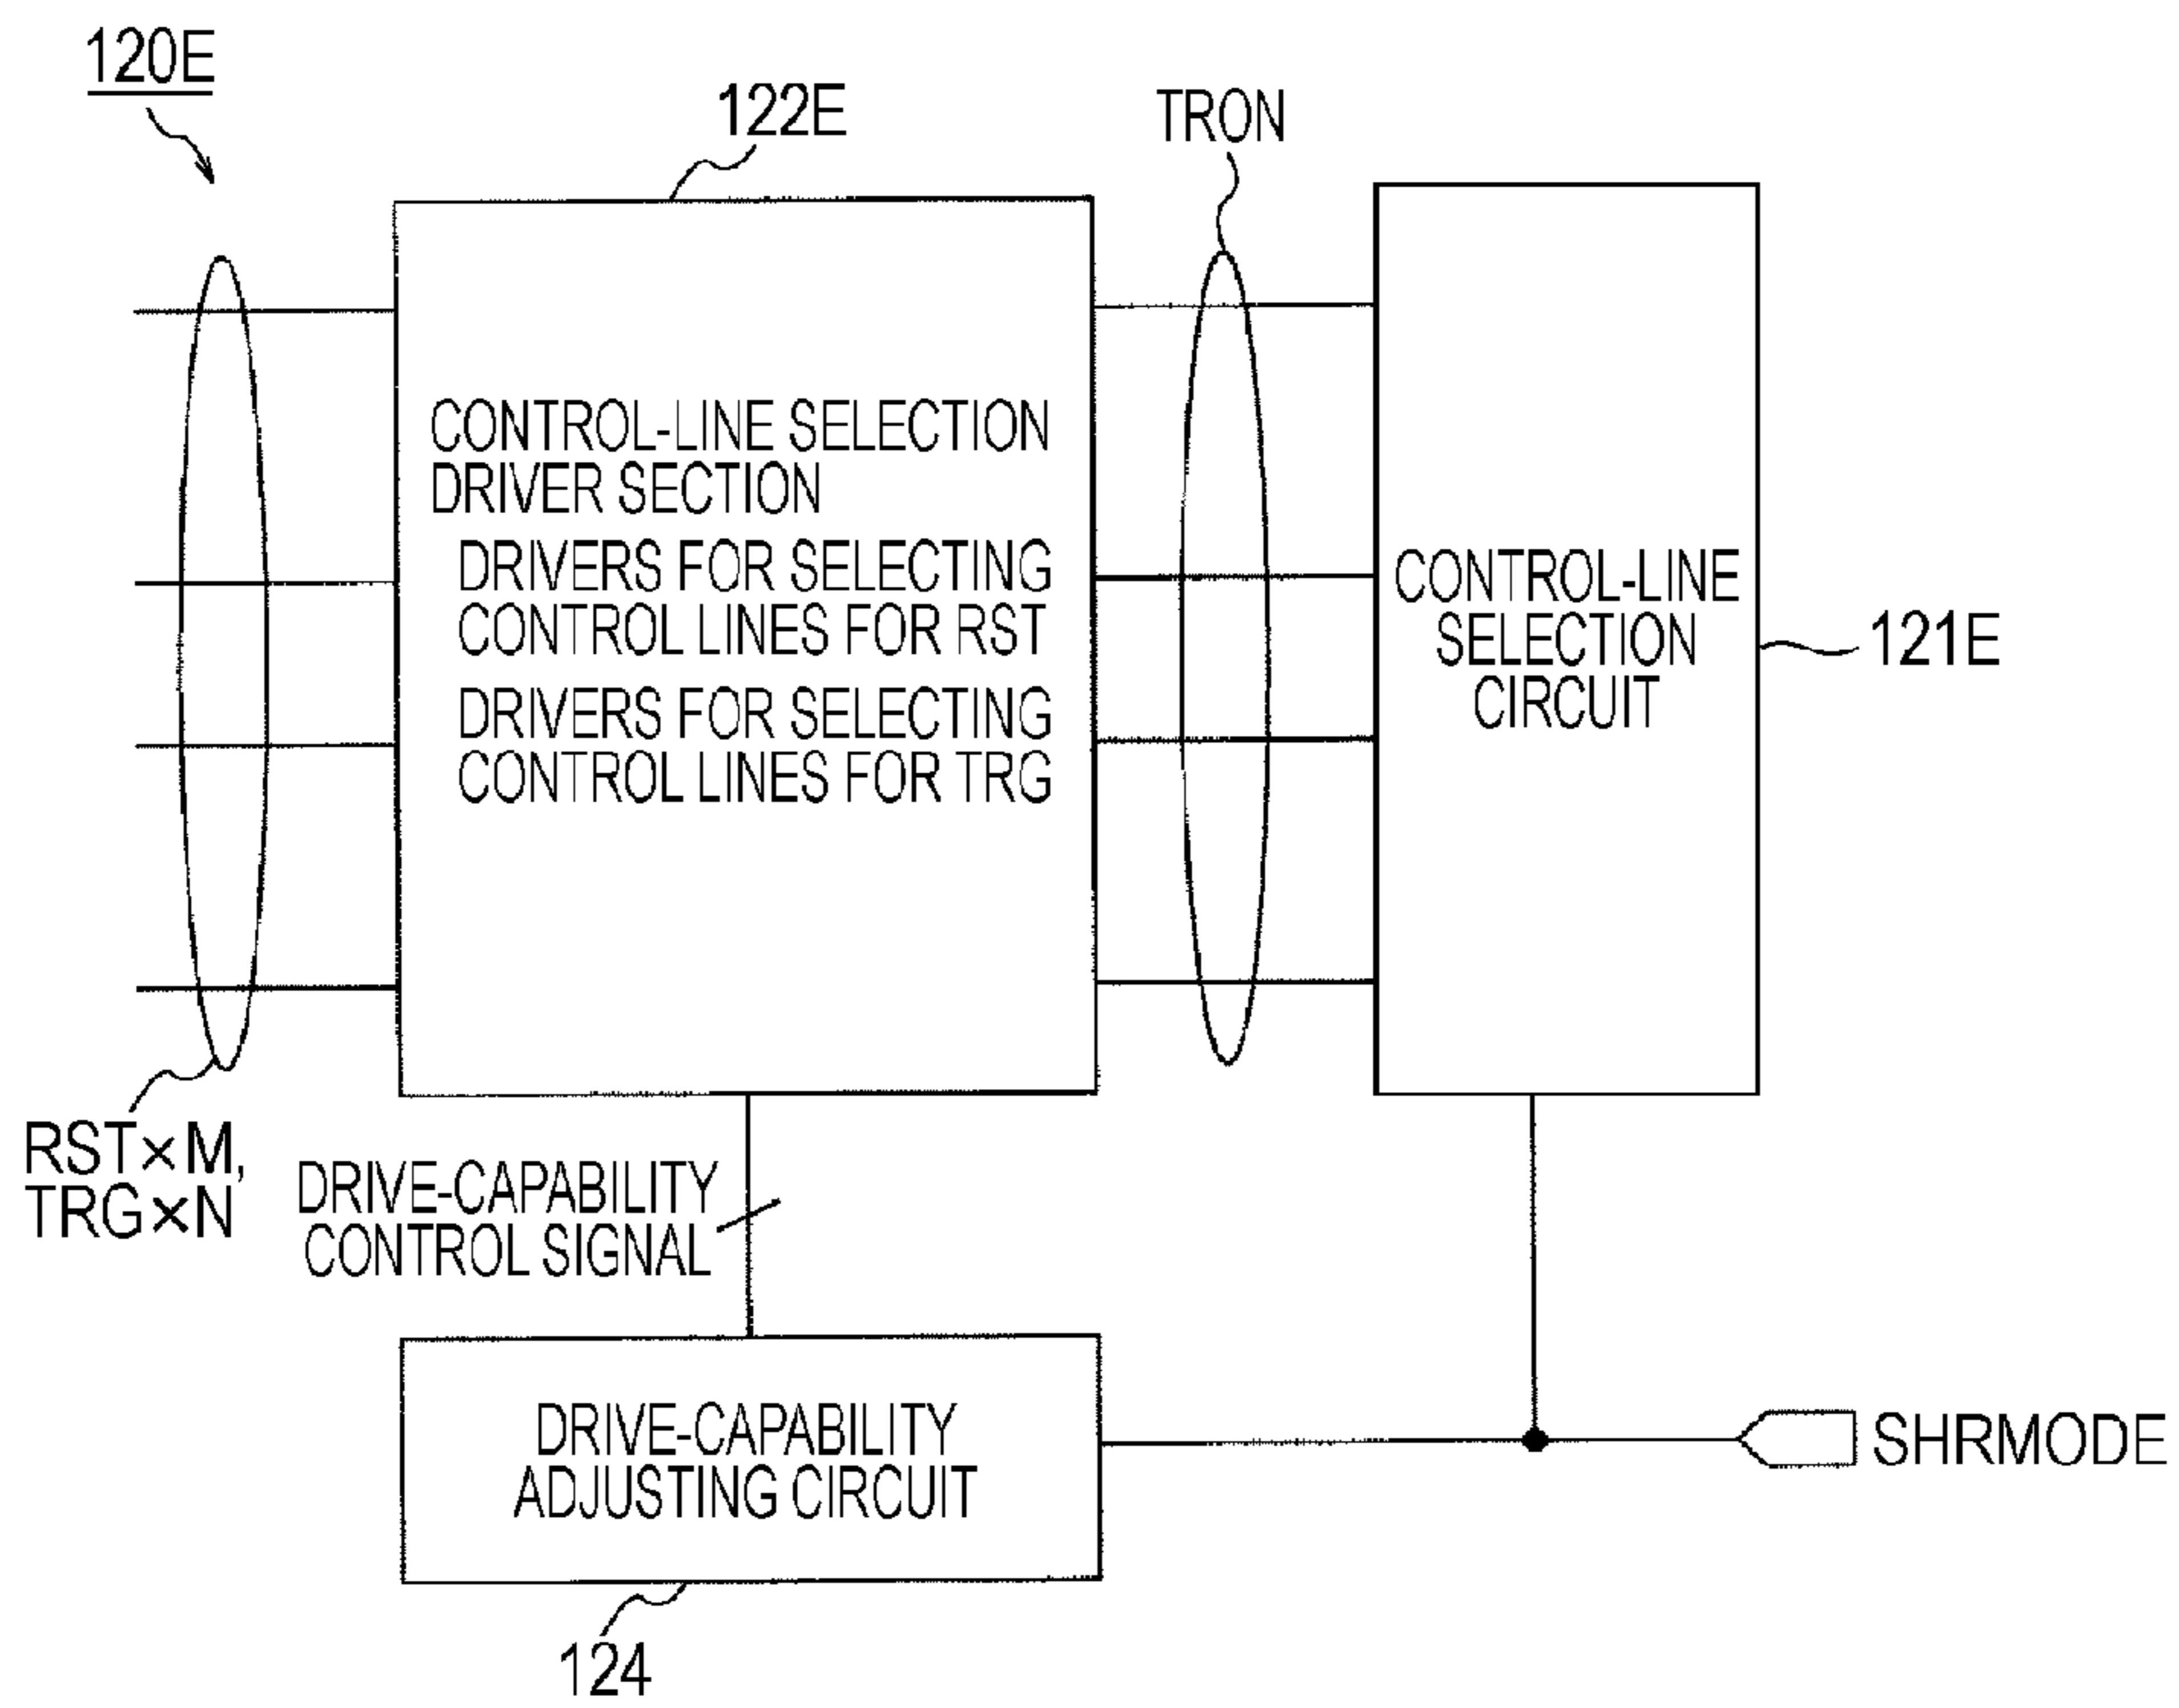 120E
122E
TRON
CONTROL-LINE SELECTION
DRIVER SECTION
DRIVERS FOR SELECTING
CONTROL LINES FOR RST
DRIVERS FOR SELECTING
CONTROL LINES FOR TRG
CONTROL-LINE
SELECTION
CIRCUIT
121E
RST×M,
TRG×N
DRIVE-CAPABILITY
CONTROL SIGNAL
DRIVE-CAPABILITY
ADJUSTING CIRCUIT
SHRMODE
124